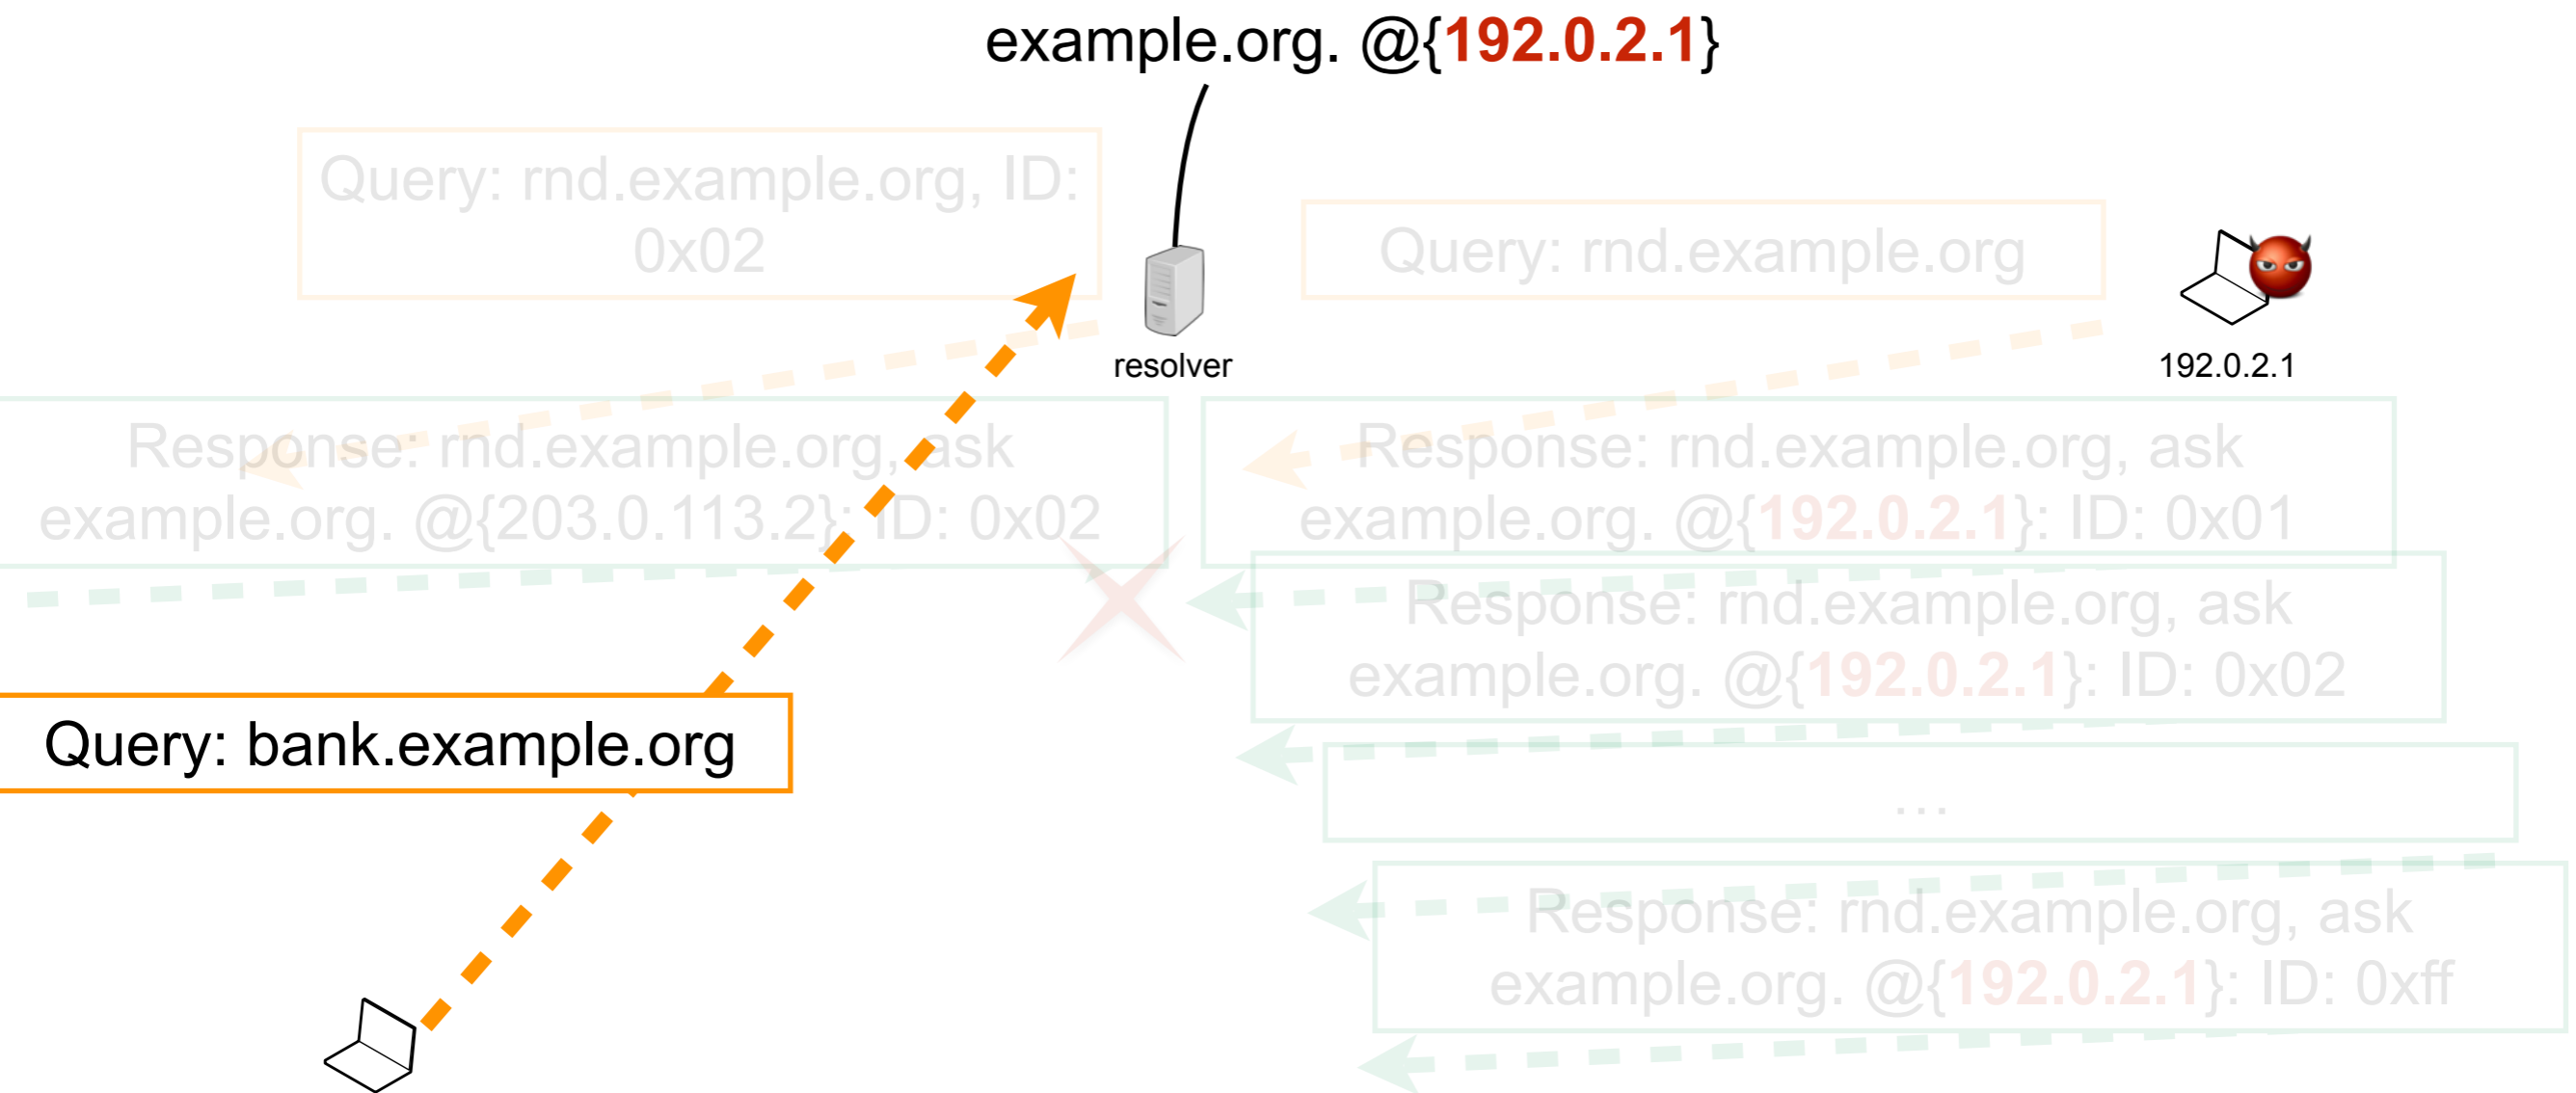 example.org. @{192.0.2.1}
Query: rnd.example.org, ID:
0x02
Query: rnd.example.org
resolver
192.0.2.1
Response: rnd.example.org, ask
example.org. @{203.0.113.2}: ID: 0x02
Response: rnd.example.org, ask
example.org. @{192.0.2.1}: ID: 0x01
Response: rnd.example.org, ask
example.org. @{192.0.2.1}: ID: 0x02
Query: bank.example.org
...
Response: rnd.example.org, ask
example.org. @{192.0.2.1}: ID: 0xff